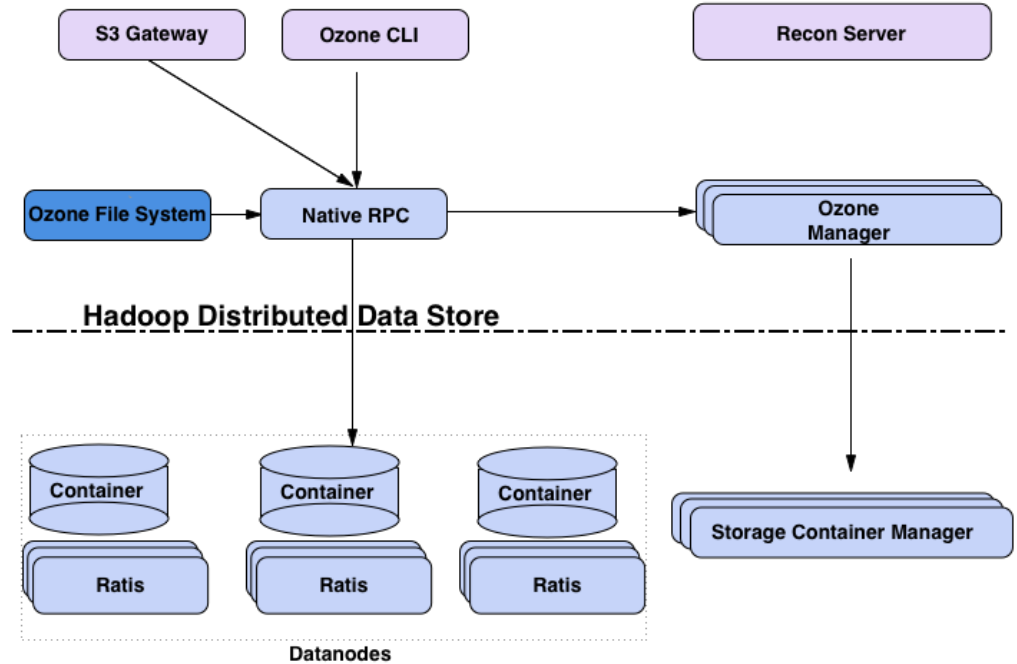 S3 Gateway
Ozone CLI
Recon Server
Ozone File System
Native RPC
Ozone
Manager
Hadoop Distributed Data Store
Container
Container
Container
Storage Container Manager
Ratis
Ratis
Ratis
Datanodes